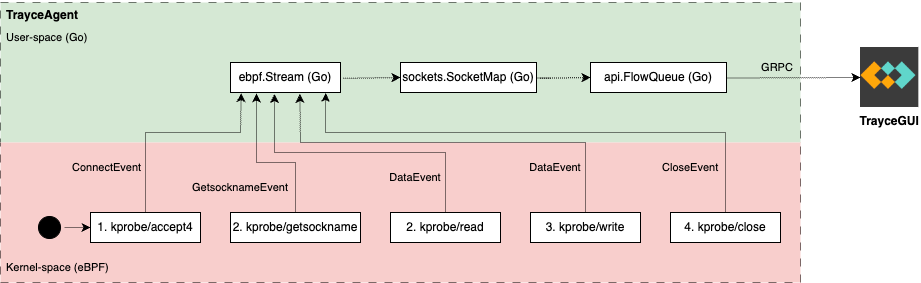 TrayceAgent
User-space (Go)
ebpf.Stream (Go)
sockets.SocketMap (Go)
api.FlowQueue (Go)
GRPC
TrayceGUI
ConnectEvent
GetsocknameEvent
DataEvent
DataEvent
CloseEvent
1. kprobe/accept4
2. kprobe/getsockname
2. kprobe/read
3. kprobe/write
4. kprobe/close
Kernel-space (eBPF)